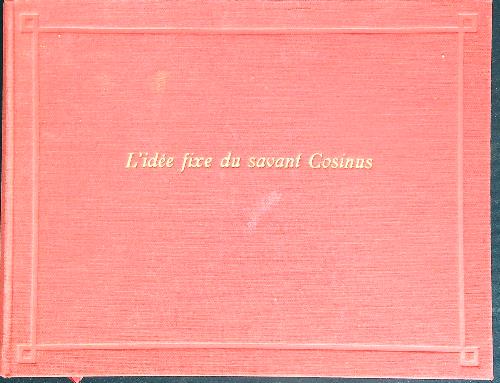 L'idée fixe du savant Cosinus